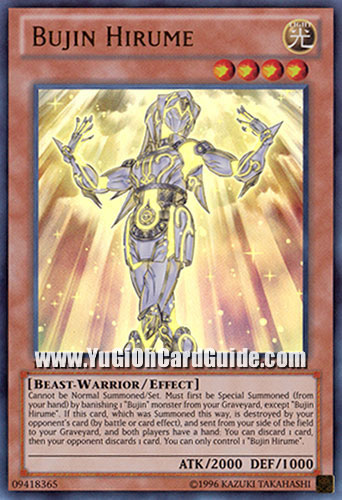 Bujin Hirume
LIGHT
光
www.YuGiOhCardGuide.com
[Beast-Warrior/Effect]
Cannot be Normal Summoned/Set. Must first be Special Summoned (from
your hand) by banishing 1 "Bujin" monster from your Graveyard, except "Bujin
Hirume". If this card, which was Summoned this way, is destroyed by your
opponent's card (by battle or card effect), and sent from your side of the field
to your Graveyard, and both players have a hand: You can discard 1 card,
then your opponent discards 1 card. You can only control 1 "Bujin Hirume".
ATK/2000 DEF/1000
09418365
©1996 KAZUKI TAKAHASHI